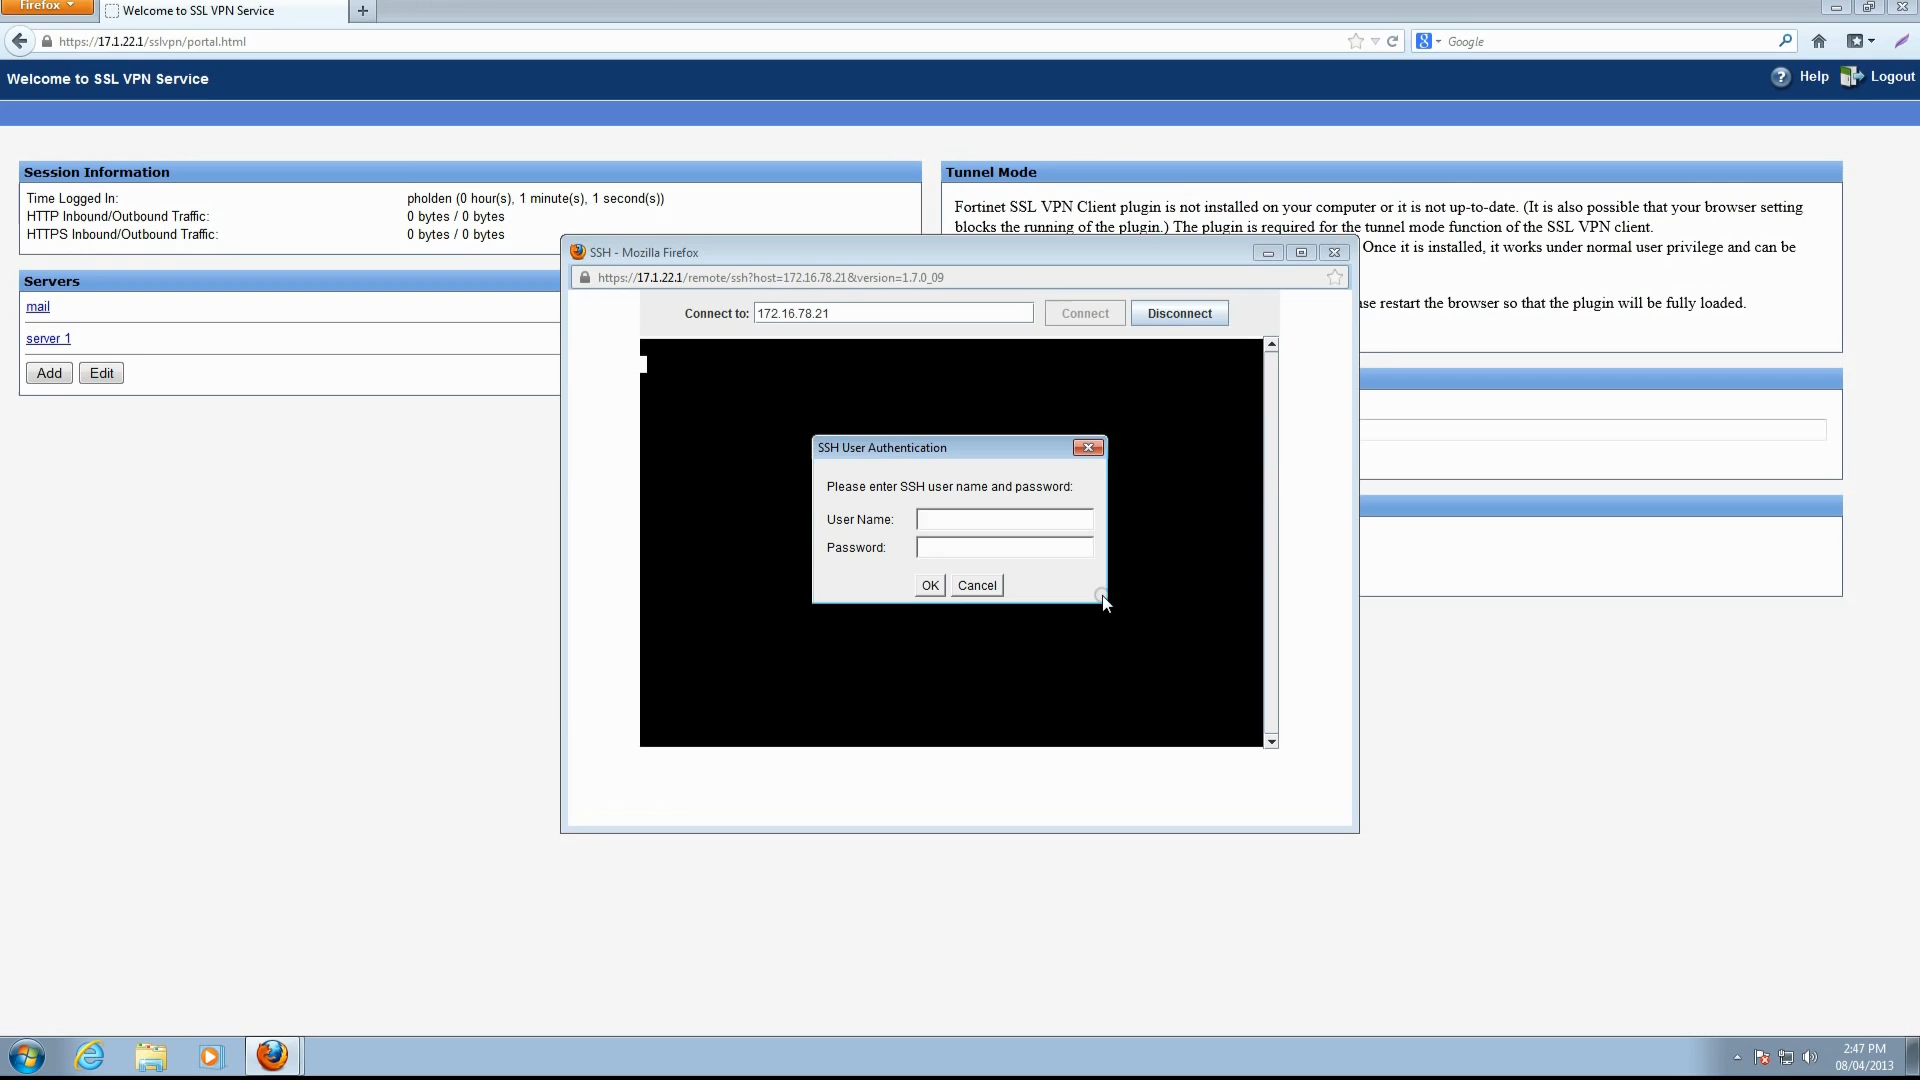 Firefox
Welcome to SSL VPN Service
https://17.1.22.1/sslvpn/portal.html
Google
Welcome to SSL VPN Service
Help
Logout
Session Information
Time Logged In: pholden (0 hour(s), 1 minute(s), 1 second(s))
HTTP Inbound/Outbound Traffic: 0 bytes / 0 bytes
HTTPS Inbound/Outbound Traffic: 0 bytes / 0 bytes
Servers
mail
server 1
Add Edit
Tunnel Mode
Fortinet SSL VPN Client plugin is not installed on your computer or it is not up-to-date. (It is also possible that your browser setting
blocks the running of the plugin.) The plugin is required for the tunnel mode function of the SSL VPN client.
Once it is installed, it works under normal user privilege and can be
se restart the browser so that the plugin will be fully loaded.
SSH - Mozilla Firefox
https://17.1.22.1/remote/ssh?host=172.16.78.21&version=1.7.0_09
Connect to: 172.16.78.21 Connect Disconnect
SSH User Authentication
Please enter SSH user name and password:
User Name:
Password:
OK Cancel
2:47 PM
08/04/2013